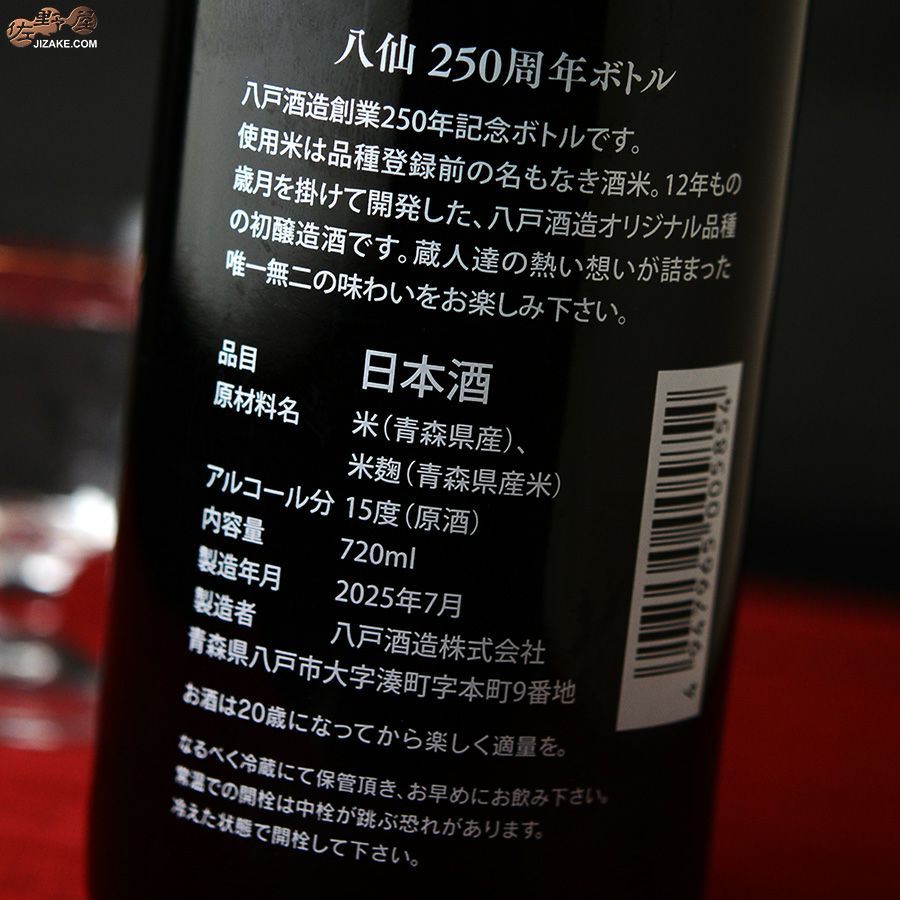 佐野屋
JIZAKE.COM
八仙 250周年ボトル
八戸酒造創業250年記念ボトルです。
使用米は品種登録前の名もなき酒米。12年もの
歳月を掛けて開発した、八戸酒造オリジナル品種
の初醸造酒です。蔵人達の熱い想いが詰まった
唯一無二の味わいをお楽しみ下さい。
品目 日本酒
原材料名 米（青森県産）、
米麹（青森県産米）
アルコール分 15度（原酒）
内容量 720ml
製造年月 2025年7月
製造者 八戸酒造株式会社
青森県八戸市大字湊町字本町9番地
お酒は20歳になってから楽しく適量を。
なるべく冷蔵にて保管頂き、お早めにお飲み下さい。
常温での開栓は中栓が跳ぶ恐れがあります。
冷えた状態で開栓して下さい。